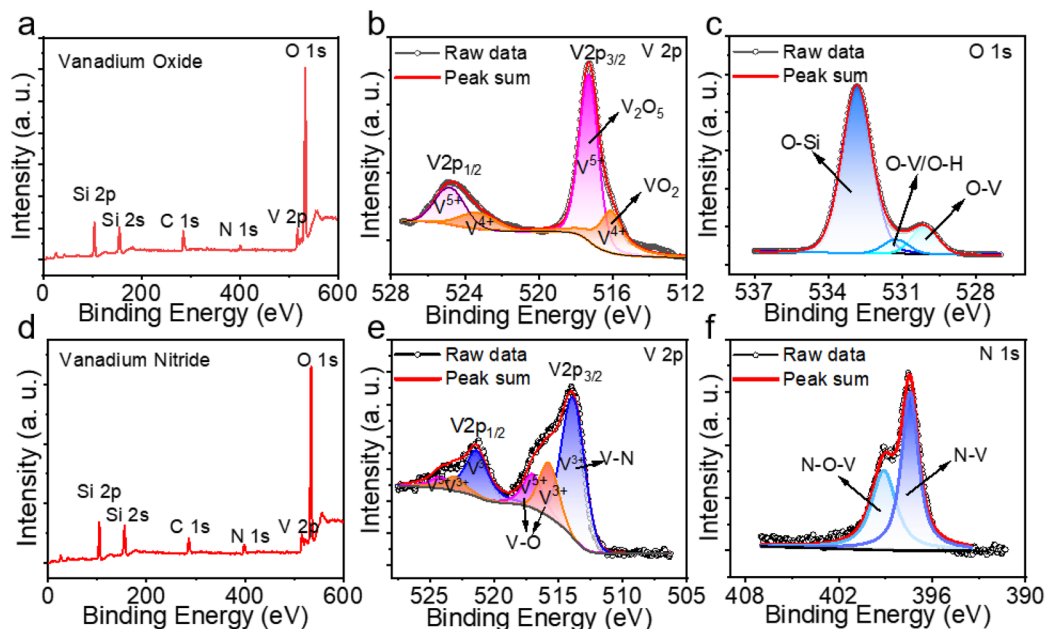 a
O 1s
Vanadium Oxide
Si 2p
Si 2s
C 1s
N 1s
V 2p
Intensity (a. u.)
0
200
400
600
Binding Energy (eV)
b
Raw data
V 2p
Peak sum
V2p3/2
V2O5
V2p1/2
V5+
VO2
V5+
V4+
V4+
Intensity (a. u.)
528
524
520
516
512
Binding Energy (eV)
c
Raw data
O 1s
Peak sum
O-Si
O-V/O-H
O-V
Intensity (a. u.)
537
533
530
527
Binding Energy (eV)
d
Vanadium Nitride
O 1s
Si 2p
Si 2s
C 1s
N 1s
V 2p
Intensity (a. u.)
0
200
400
600
Binding Energy (eV)
e
Raw data
V 2p
Peak sum
V2p3/2
V2p1/2
V3+
V-N
V3+
V5+
V3+
V-O
Intensity (a. u.)
525
520
515
510
505
Binding Energy (eV)
f
Raw data
N 1s
Peak sum
N-O-V
N-V
Intensity (a. u.)
408
402
396
390
Binding Energy (eV)